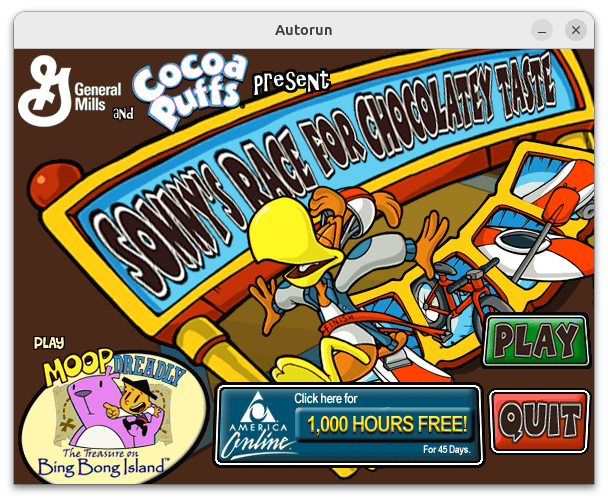 Autorun
General
Mills
and
Cocoa
Puffs
present
SONNY'S RACE FOR CHOCOLATEY TASTE
FINISH
PLAY
PLAY
MOOP DREADLY
The Treasure on
Bing Bong Island™
AMERICA
Online
Click here for
1,000 HOURS FREE!
For 45 Days.
QUIT